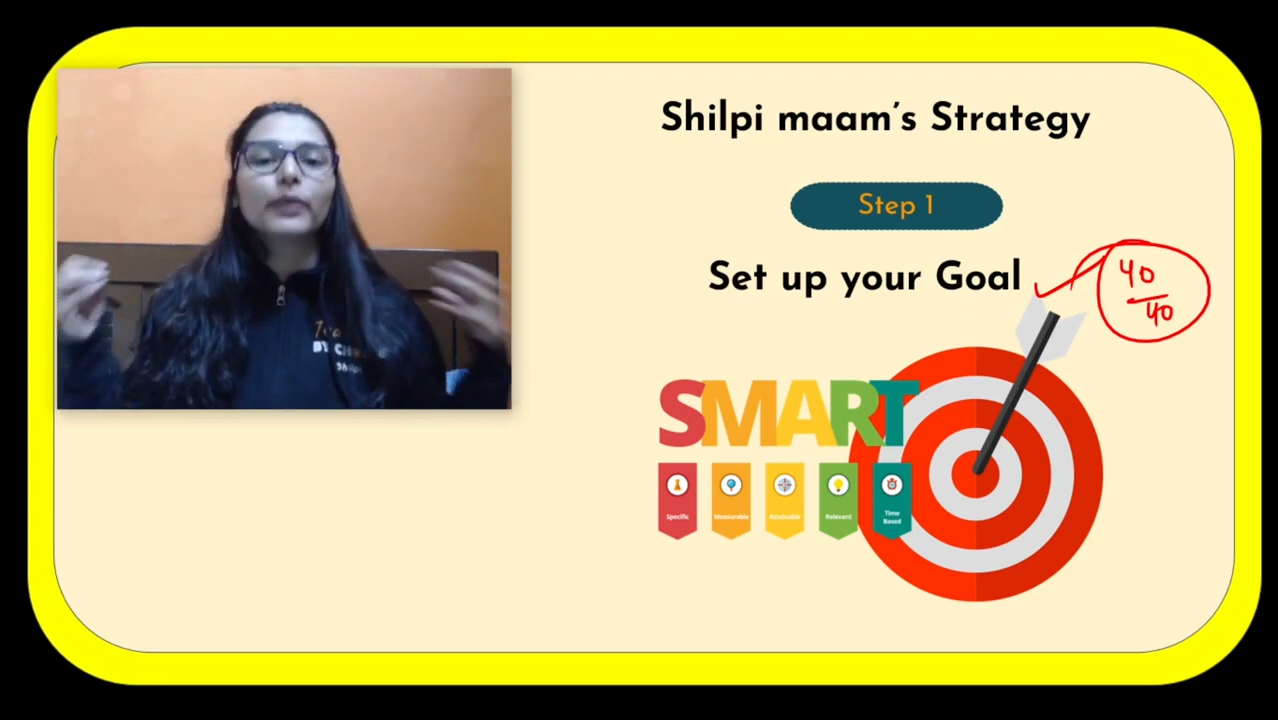 Shilpi maam's Strategy
Step 1
Set up your Goal
40
40
SMART
Specific
Measurable
Attainable
Relevant
Time
Based